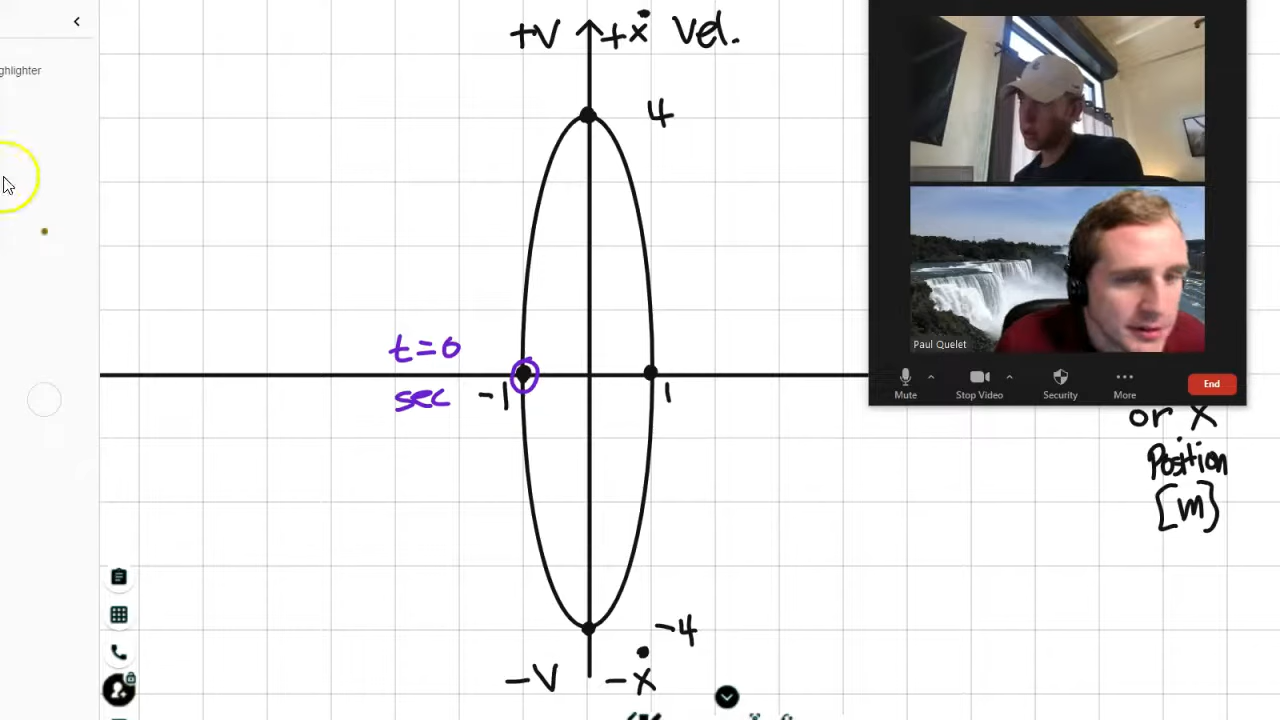 ghlighter
+V +ẋ Vel.
4
t=0
sec
-1
1
-4
-V -ẋ
or X
Position
[m]
Paul Quelet
Mute
Stop Video
Security
More
End